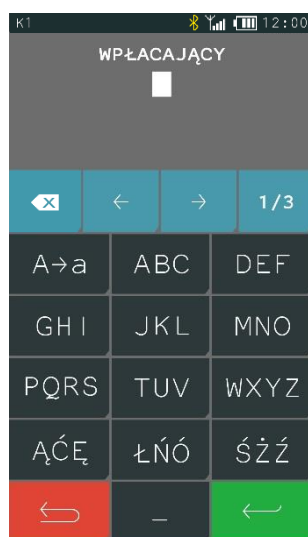 K1 12:00
WPŁACAJĄCY
← → 1/3
A→a ABC DEF
GHI JKL MNO
PQRS TUV WXYZ
ĄĆĘ ŁŃÓ ŚŻŹ
_